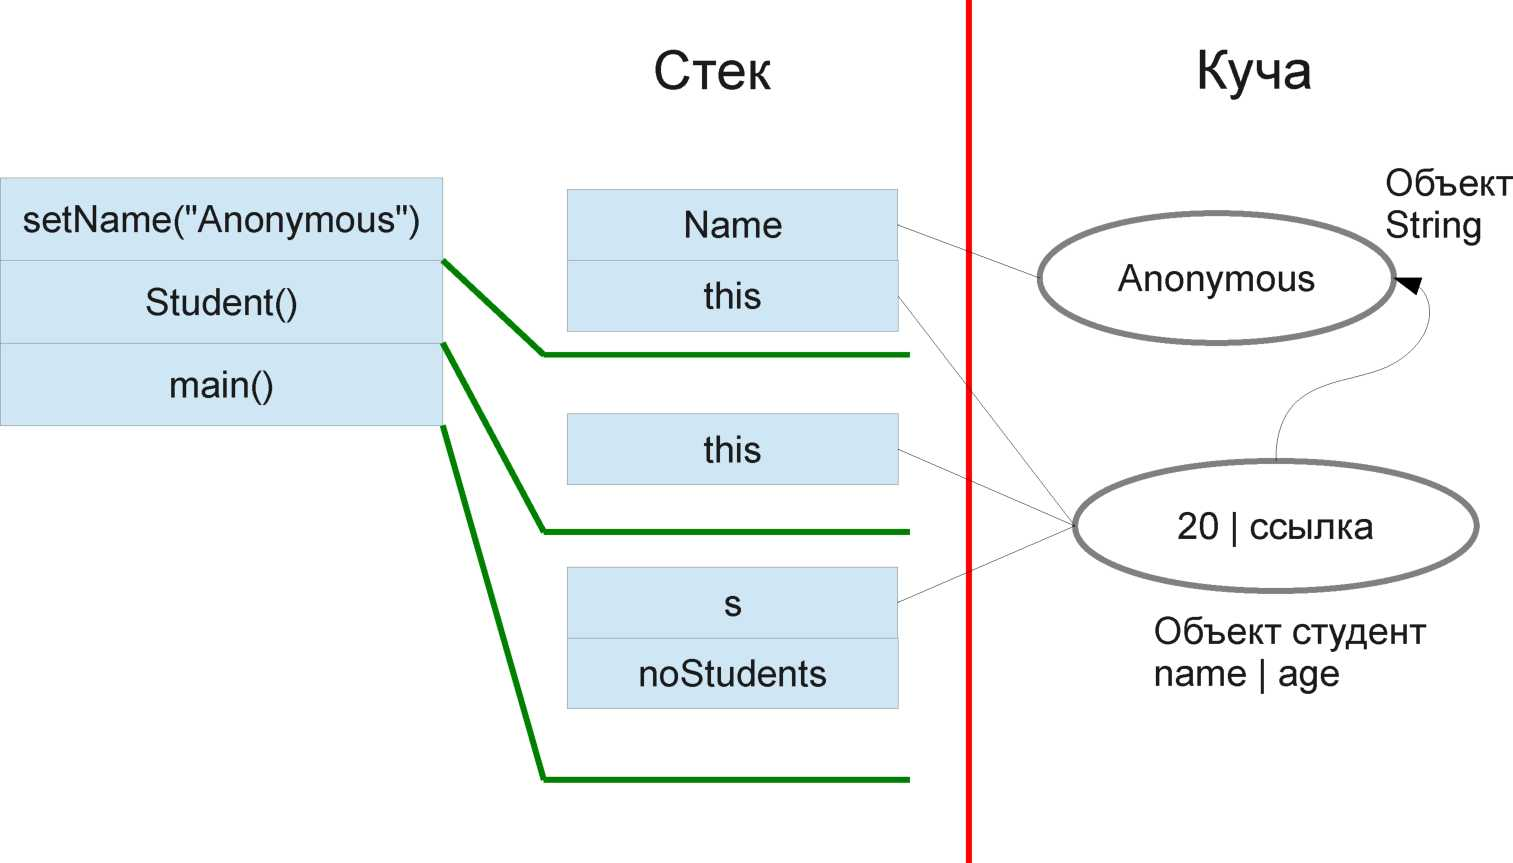 Стек
Куча
setName("Anonymous")
Student()
main()
Name
this
this
s
noStudents
Объект
String
Anonymous
20 | ссылка
Объект студент
name | age